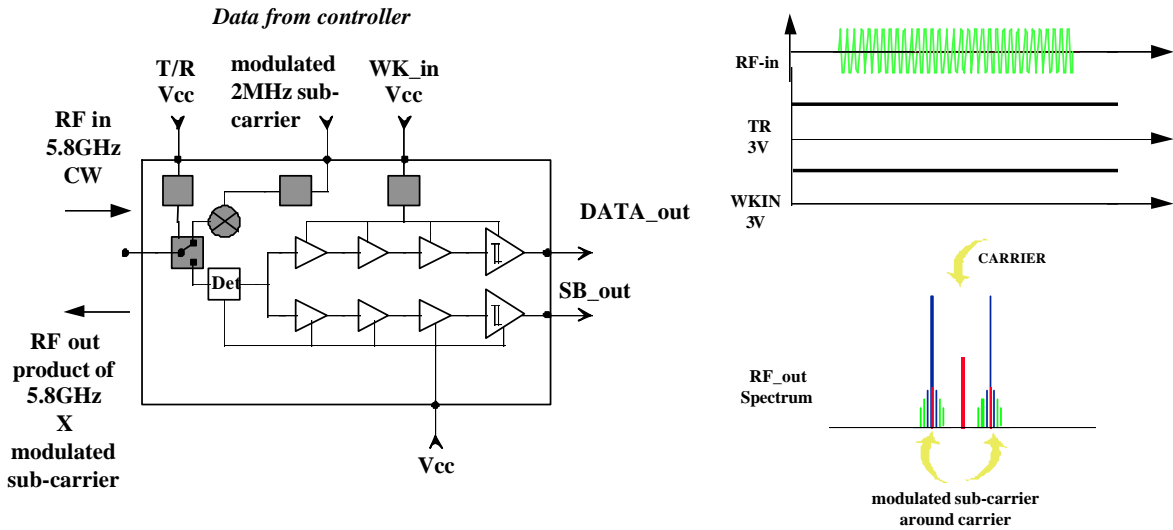 Data from controller
T/R
Vcc
modulated
2MHz sub-
carrier
WK_in
Vcc
RF in
5.8GHz
CW
Det
DATA_out
SB_out
RF out
product of
5.8GHz
X
modulated
sub-carrier
Vcc
RF-in
TR
3V
WKIN
3V
CARRIER
RF_out
Spectrum
modulated sub-carrier
around carrier